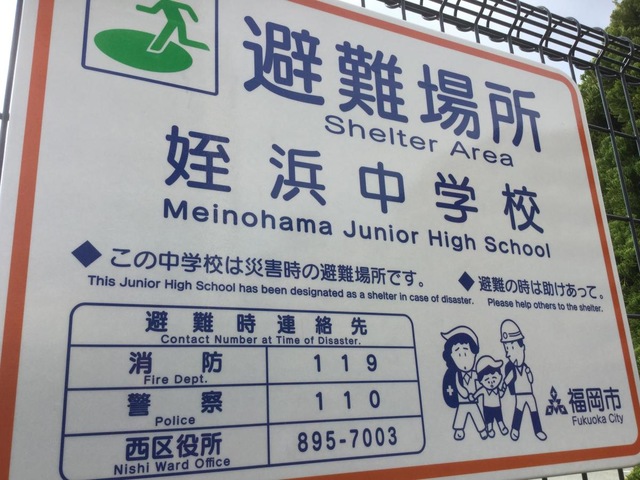 避難場所
Shelter Area
姪浜中学校
Meinohama Junior High School
◆この中学校は災害時の避難場所です。
This Junior High School has been designated as a shelter in case of disaster.
◆避難の時は助けあって。
Please help others to the shelter.
避難時連絡先
Contact Number at Time of Disaster.
消防 119
Fire Dept.
警察 110
Police
西区役所 895-7003
Nishi Ward Office
福岡市
Fukuoka City